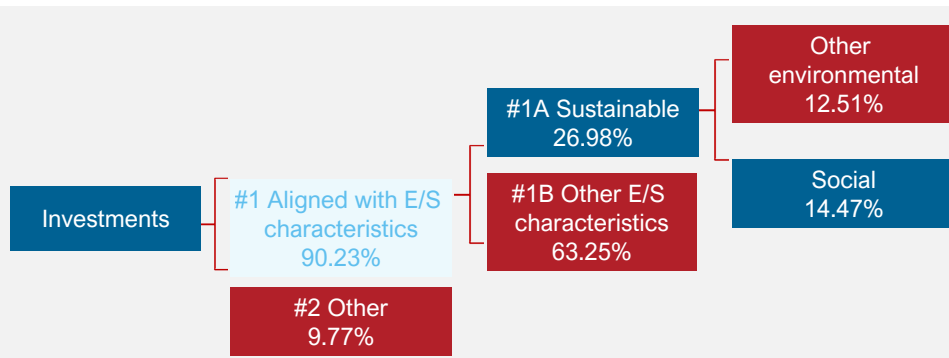 Investments
#1 Aligned with E/S
characteristics
90.23%
#2 Other
9.77%
#1A Sustainable
26.98%
#1B Other E/S
characteristics
63.25%
Other
environmental
12.51%
Social
14.47%